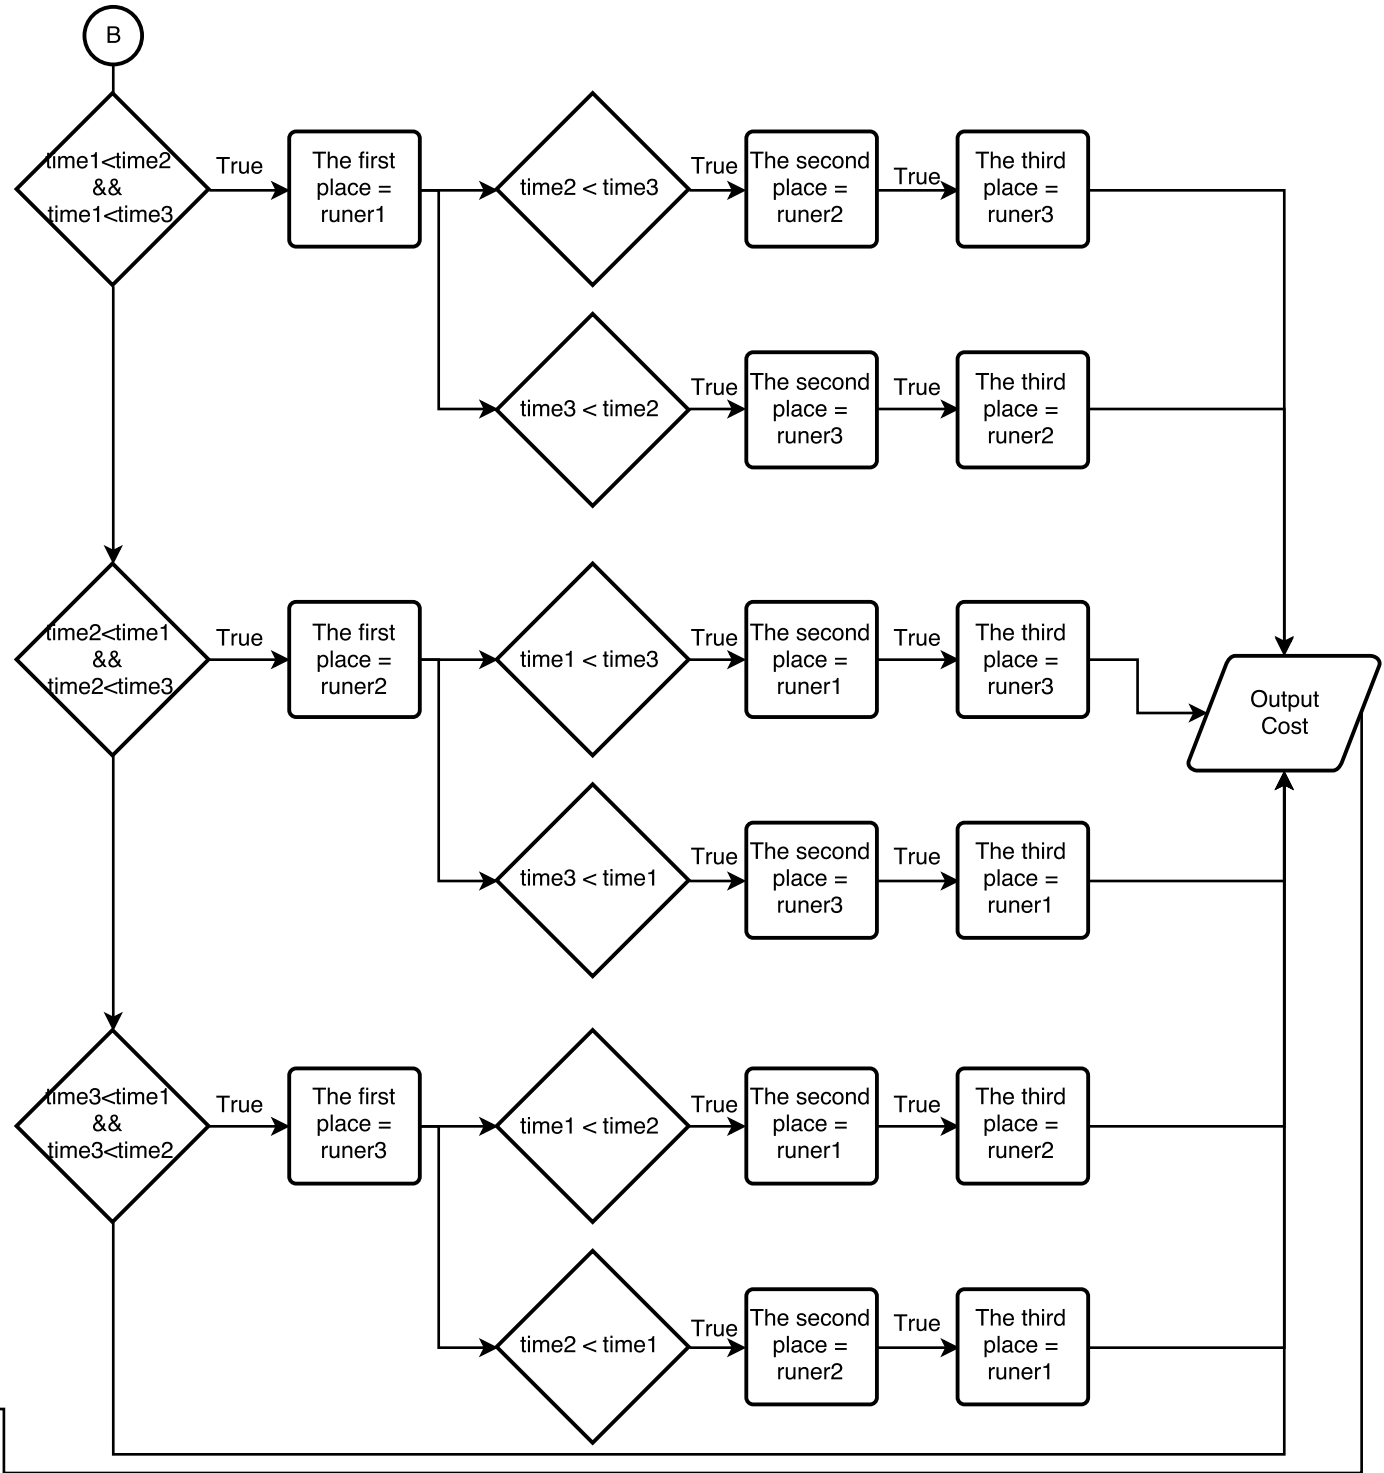 B
time1<time2
&&
time1<time3
True
The first
place =
runer1
time2 < time3
True
The second
place =
runer2
True
The third
place =
runer3
time3 < time2
True
The second
place =
runer3
True
The third
place =
runer2
time2<time1
&&
time2<time3
True
The first
place =
runer2
time1 < time3
True
The second
place =
runer1
True
The third
place =
runer3
Output
Cost
time3 < time1
True
The second
place =
runer3
True
The third
place =
runer1
time3<time1
&&
time3<time2
True
The first
place =
runer3
time1 < time2
True
The second
place =
runer1
True
The third
place =
runer2
time2 < time1
True
The second
place =
runer2
True
The third
place =
runer1